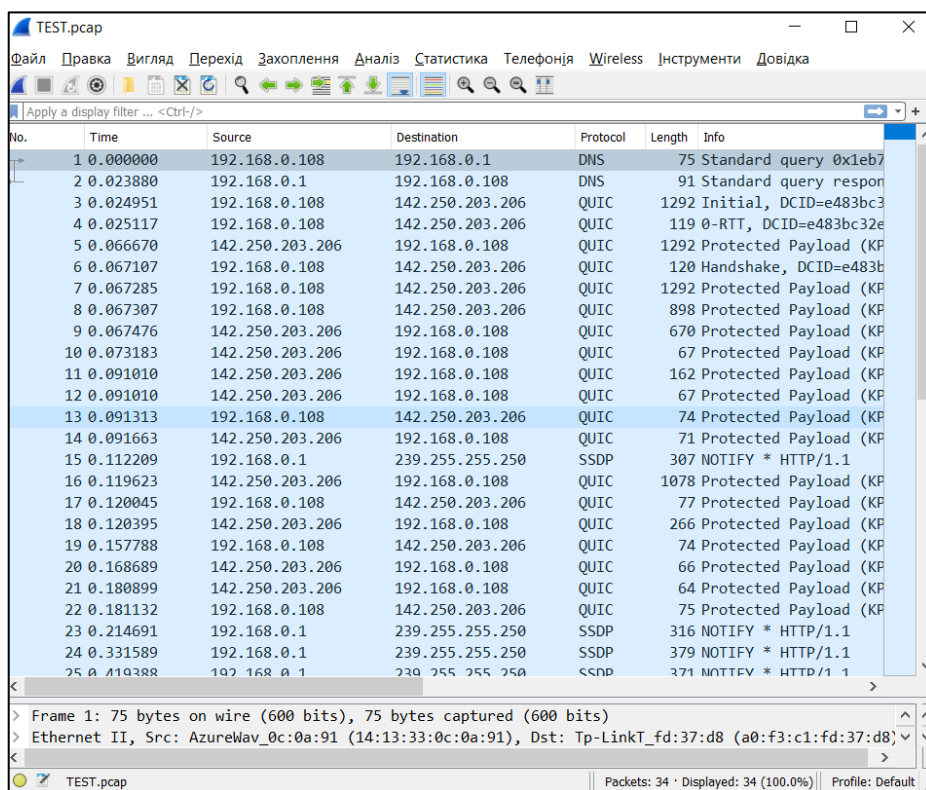 TEST.pcap
Файл Правка Вигляд Перехід Захоплення Аналіз Статистика Телефонія Wireless Інструменти Довідка
Apply a display filter ... <Ctrl-/>
No. Time Source Destination Protocol Length Info
1 0.000000 192.168.0.108 192.168.0.1 DNS 75 Standard query 0x1eb7
2 0.023880 192.168.0.1 192.168.0.108 DNS 91 Standard query respon
3 0.024951 192.168.0.108 142.250.203.206 QUIC 1292 Initial, DCID=e483bc3
4 0.025117 192.168.0.108 142.250.203.206 QUIC 119 0-RTT, DCID=e483bc32e
5 0.066670 142.250.203.206 192.168.0.108 QUIC 1292 Protected Payload (KP
6 0.067107 192.168.0.108 142.250.203.206 QUIC 120 Handshake, DCID=e483b
7 0.067285 192.168.0.108 142.250.203.206 QUIC 1292 Protected Payload (KP
8 0.067307 192.168.0.108 142.250.203.206 QUIC 898 Protected Payload (KP
9 0.067476 142.250.203.206 192.168.0.108 QUIC 670 Protected Payload (KP
10 0.073183 142.250.203.206 192.168.0.108 QUIC 67 Protected Payload (KP
11 0.091010 142.250.203.206 192.168.0.108 QUIC 162 Protected Payload (KP
12 0.091010 142.250.203.206 192.168.0.108 QUIC 67 Protected Payload (KP
13 0.091313 192.168.0.108 142.250.203.206 QUIC 74 Protected Payload (KP
14 0.091663 142.250.203.206 192.168.0.108 QUIC 71 Protected Payload (KP
15 0.112209 192.168.0.1 239.255.255.250 SSDP 307 NOTIFY * HTTP/1.1
16 0.119623 142.250.203.206 192.168.0.108 QUIC 1078 Protected Payload (KP
17 0.120045 192.168.0.108 142.250.203.206 QUIC 77 Protected Payload (KP
18 0.120395 142.250.203.206 192.168.0.108 QUIC 266 Protected Payload (KP
19 0.157788 192.168.0.108 142.250.203.206 QUIC 74 Protected Payload (KP
20 0.168689 142.250.203.206 192.168.0.108 QUIC 66 Protected Payload (KP
21 0.180899 142.250.203.206 192.168.0.108 QUIC 64 Protected Payload (KP
22 0.181132 192.168.0.108 142.250.203.206 QUIC 75 Protected Payload (KP
23 0.214691 192.168.0.1 239.255.255.250 SSDP 316 NOTIFY * HTTP/1.1
24 0.331589 192.168.0.1 239.255.255.250 SSDP 379 NOTIFY * HTTP/1.1
25 0.419388 192.168.0.1 239.255.255.250 SSDP 371 NOTIFY * HTTP/1.1
Frame 1: 75 bytes on wire (600 bits), 75 bytes captured (600 bits)
Ethernet II, Src: AzureWav_0c:0a:91 (14:13:33:0c:0a:91), Dst: Tp-LinkT_fd:37:d8 (a0:f3:c1:fd:37:d8)
TEST.pcap Packets: 34 · Displayed: 34 (100.0%) Profile: Default